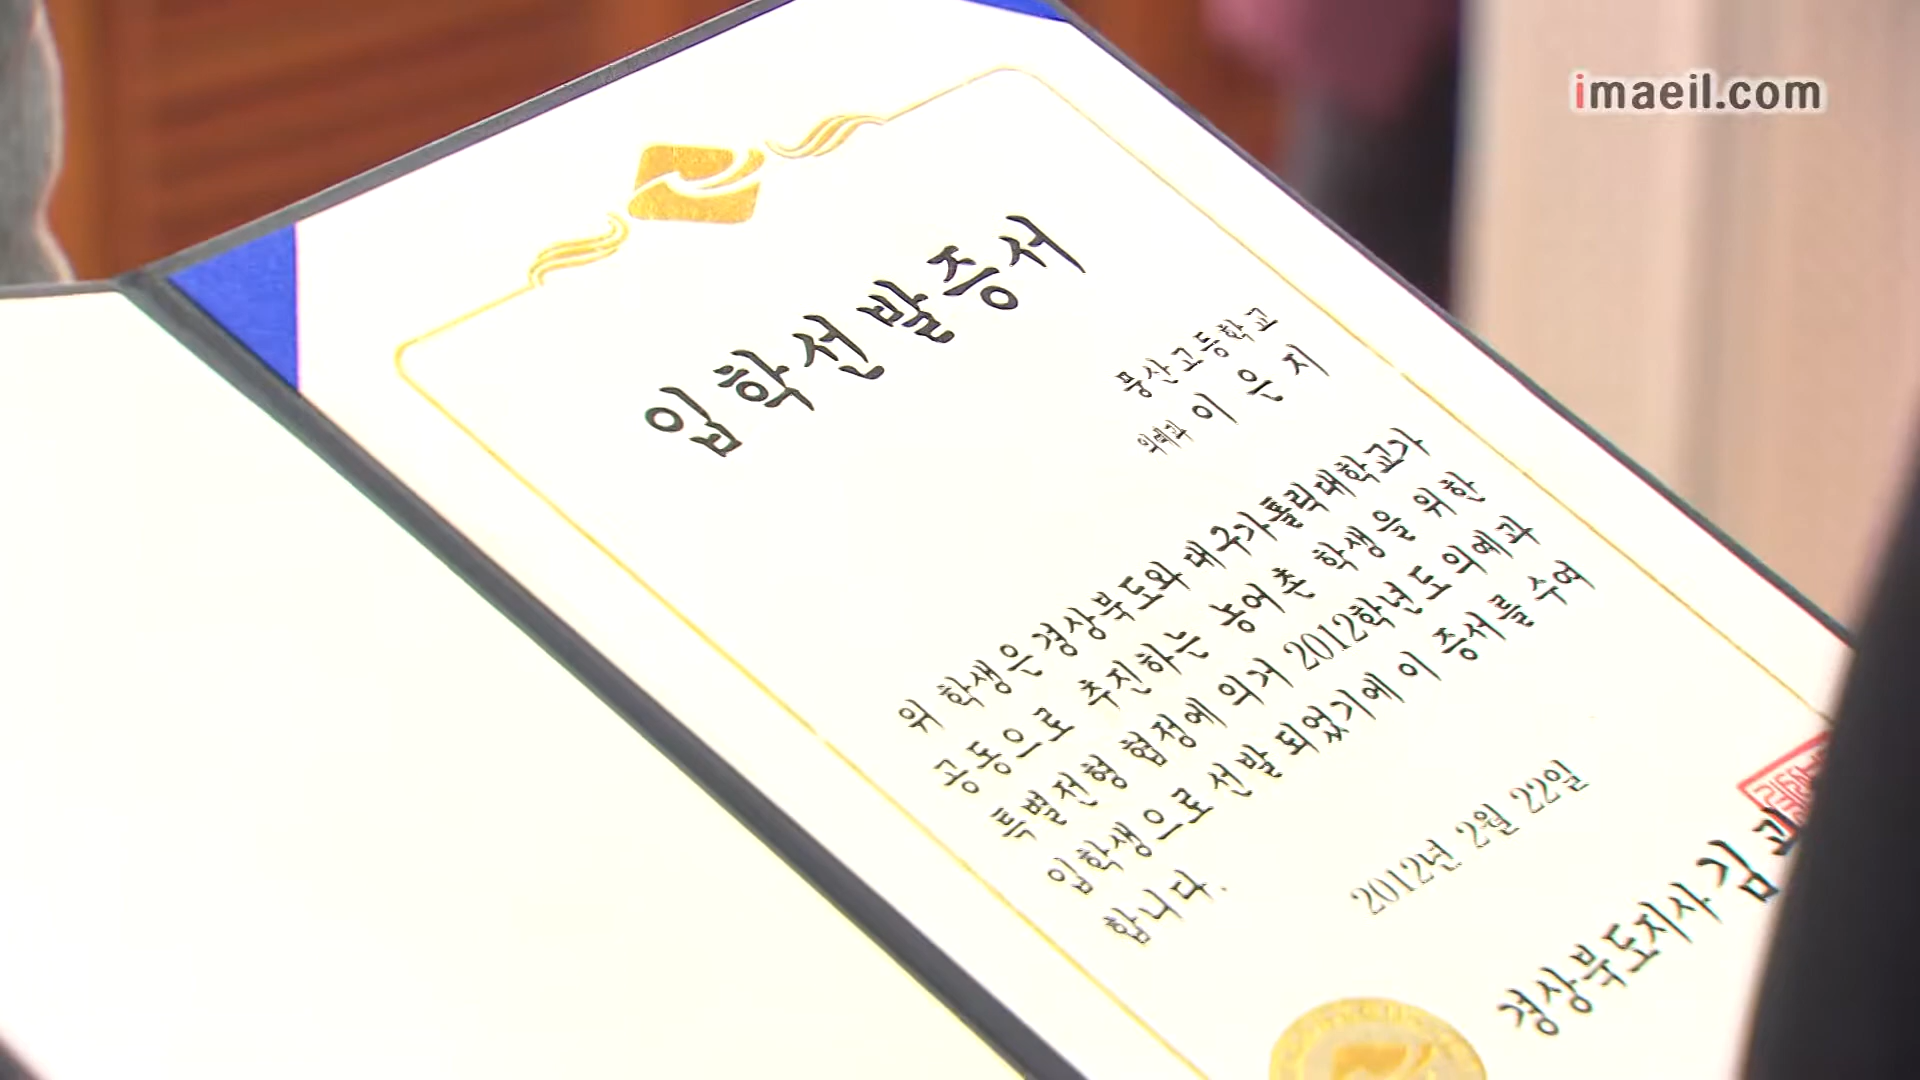 imaeil.com
입학선발증서
풍산고등학교
의예과 이은지
위 학생은 경상북도와 대구가톨릭대학교가
공동으로 추진하는 농어촌 학생을 위한
특별전형 협정에 의거 2012학년도 의예과
입학생으로 선발 되었기에 이 증서를 수여
합니다.
2012년 2월 22일
경상북도지사 김